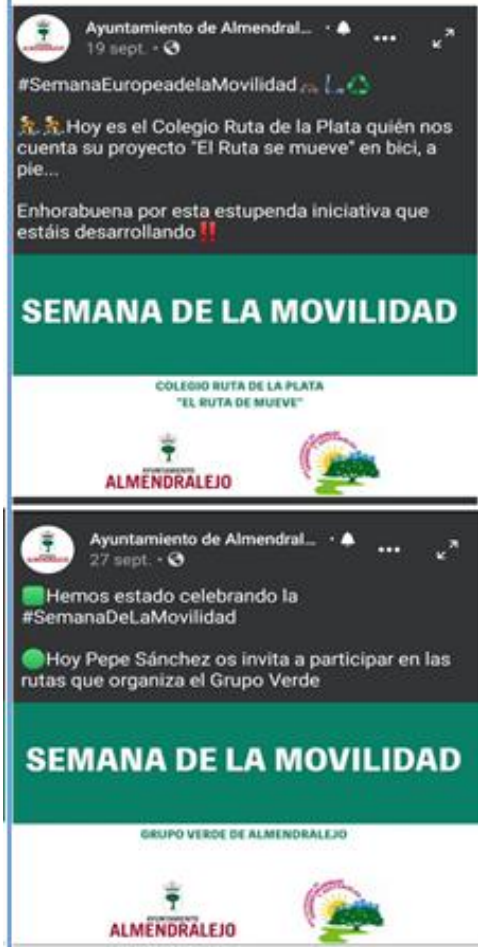 Ayuntamiento de Almendral...
19 sept.
#SemanaEuropeadelaMovilidad
Hoy es el Colegio Ruta de la Plata quién nos
cuenta su proyecto "El Ruta se mueve" en bici, a
pie...
Enhorabuena por esta estupenda iniciativa que
estáis desarrollando‼️
SEMANA DE LA MOVILIDAD
COLEGIO RUTA DE LA PLATA
"EL RUTA DE MUEVE"
AYUNTAMIENTO
ALMENDRALEJO
Ayuntamiento de Almendral...
27 sept.
Hemos estado celebrando la
#SemanaDeLaMovilidad
Hoy Pepe Sánchez os invita a participar en las
rutas que organiza el Grupo Verde
SEMANA DE LA MOVILIDAD
GRUPO VERDE DE ALMENDRALEJO
AYUNTAMIENTO
ALMENDRALEJO